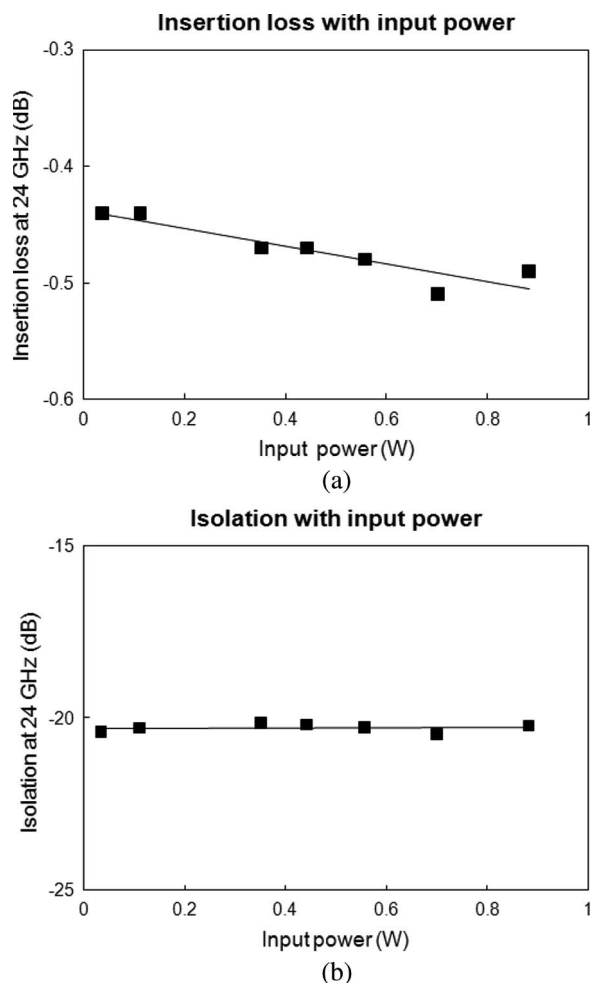 Insertion loss with input power
Insertion loss at 24 GHz (dB)
-0.3
-0.4
-0.5
-0.6
0 0.2 0.4 0.6 0.8 1
Input power (W)
(a)
Isolation with input power
Isolation at 24 GHz (dB)
-15
-20
-25
0 0.2 0.4 0.6 0.8 1
Input power (W)
(b)